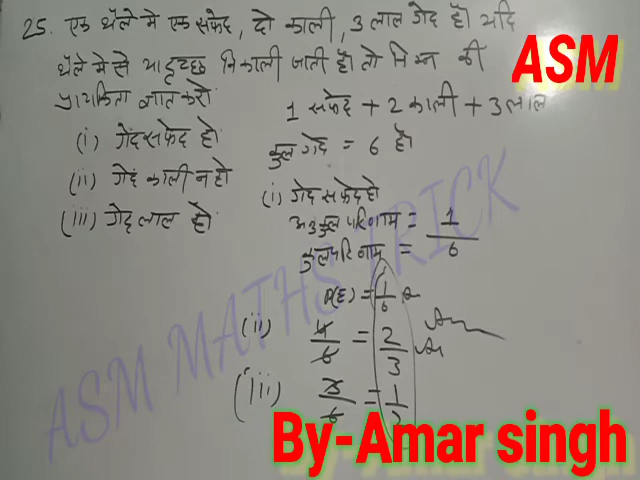 25. एक थैले मे एक सफेद, दो काली, 3 लाल गेंद है। यदि
थैले मे से यादृच्छ निकाली जाती है। तो निम्न की
प्रायिकता ज्ञात करो
(i) गेंद सफेद हो
(ii) गेंद काली न हो
(iii) गेंद लाल हो
1 सफेद + 2 काली + 3 लाल
कुल गेंद = 6 है
(i) गेंद सफेद हो
अनुकूल परिणाम = 1
कुल परिणाम = 6
P(E) = 1/6
(ii) 4/6 = 2/3
(iii) 3/6 = 1/2
ASM
ASM MATHS TRICK
By-Amar singh